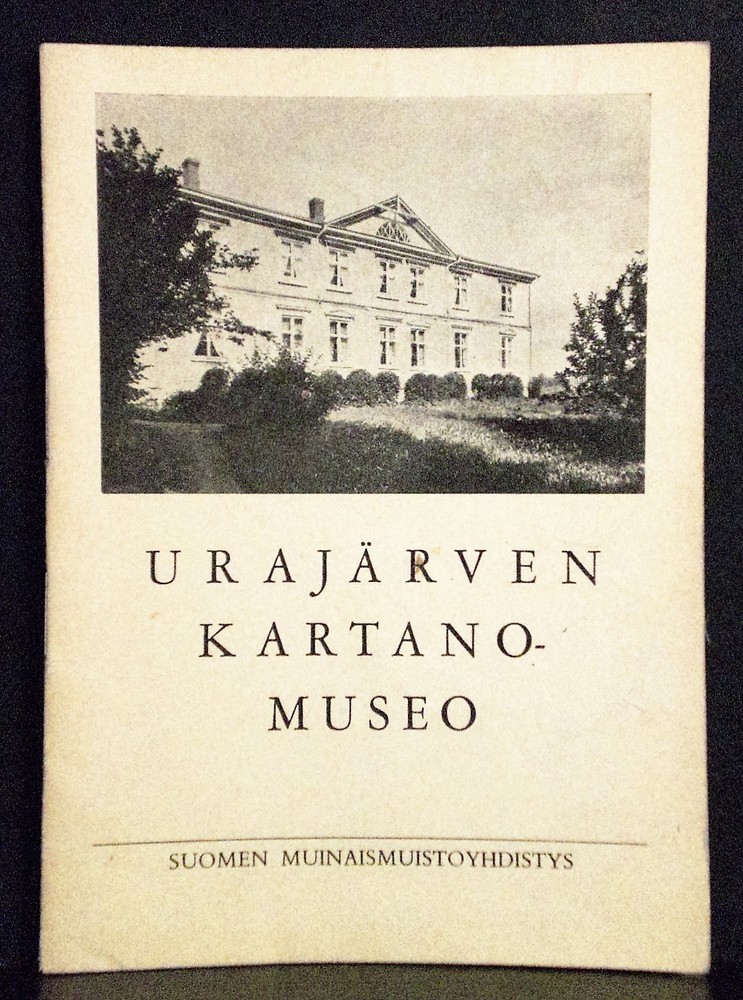 URAJÄRVEN
KARTANO-
MUSEO
SUOMEN MUINAISMUISTOYHDISTYS